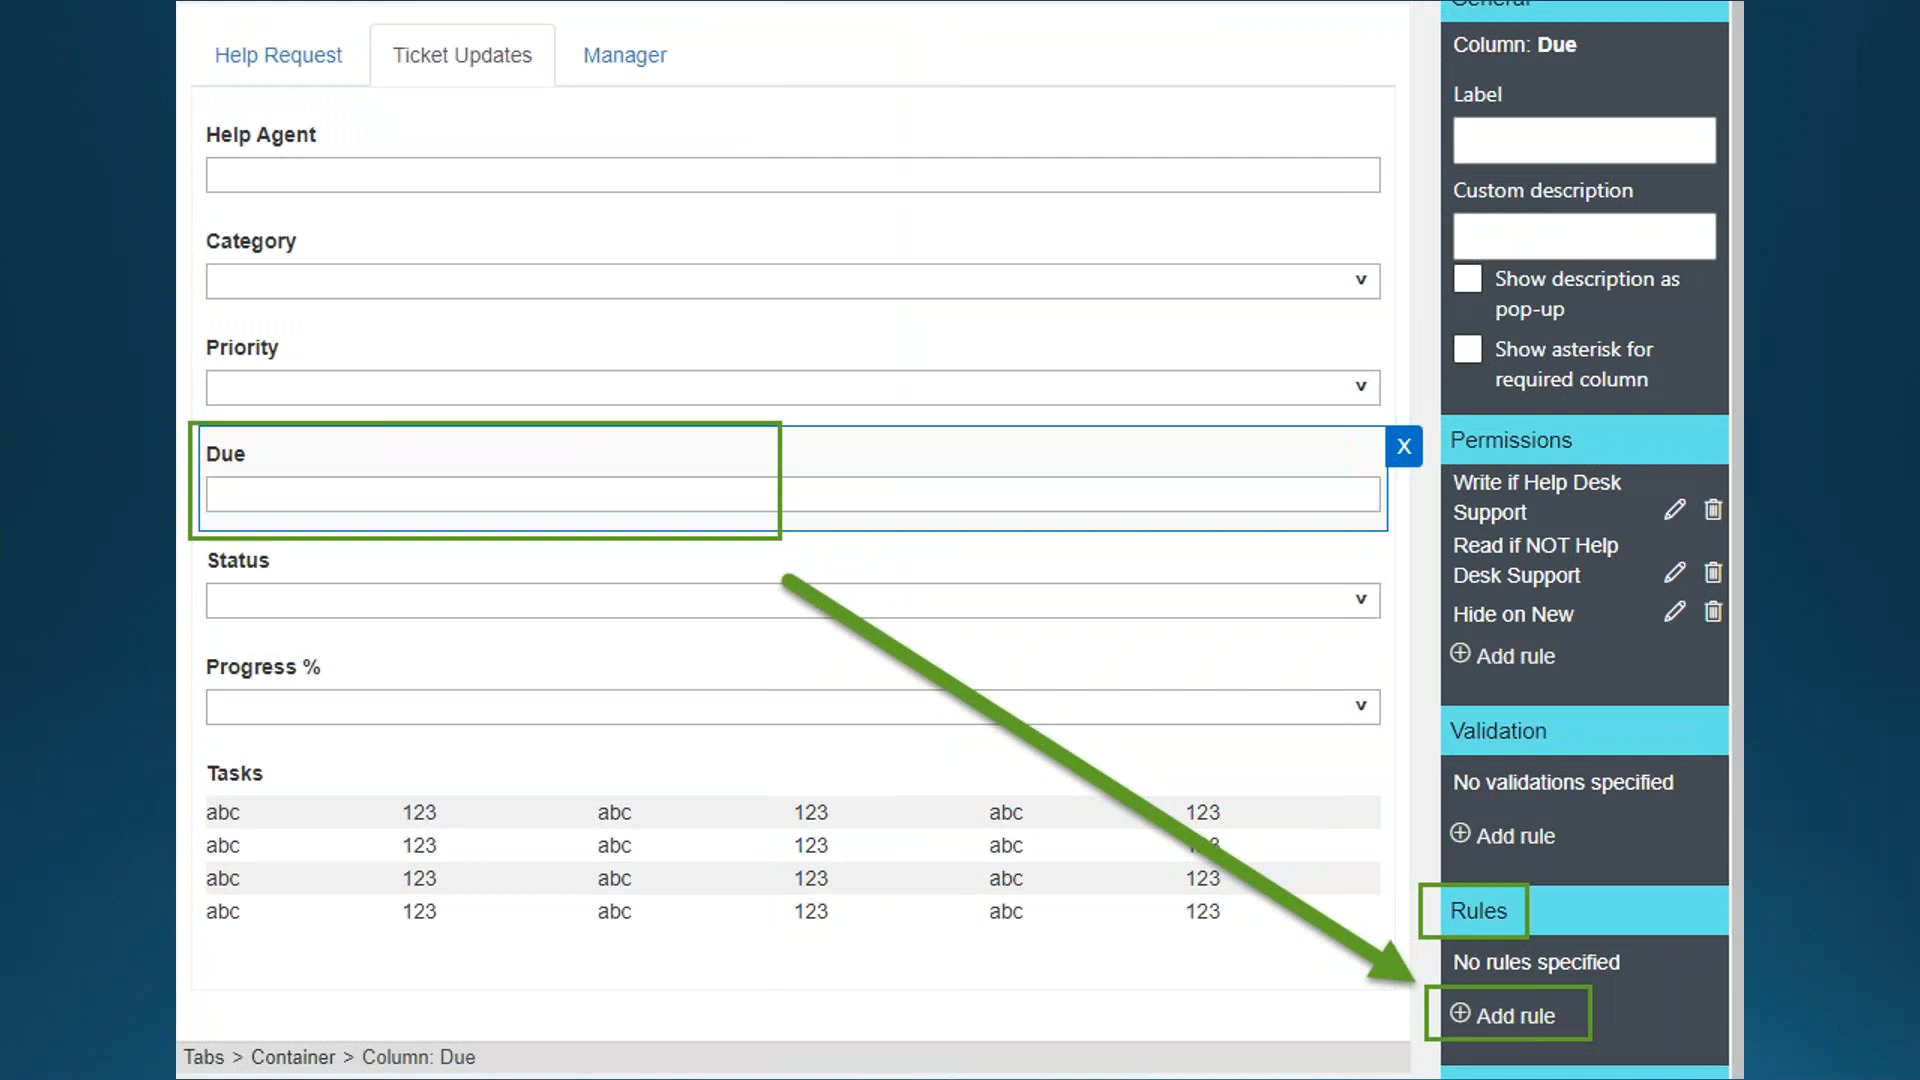 Help Request Ticket Updates Manager
Help Agent
Category
v
Priority
v
Due
X
Status
v
Progress %
v
Tasks
abc 123 abc 123 abc 123
abc 123 abc 123 abc 123
abc 123 abc 123 abc 123
abc 123 abc 123 abc 123
Tabs > Container > Column: Due
General
Column: Due
Label
Custom description
Show description as
pop-up
Show asterisk for
required column
Permissions
Write if Help Desk
Support
Read if NOT Help
Desk Support
Hide on New
Add rule
Validation
No validations specified
Add rule
Rules
No rules specified
Add rule